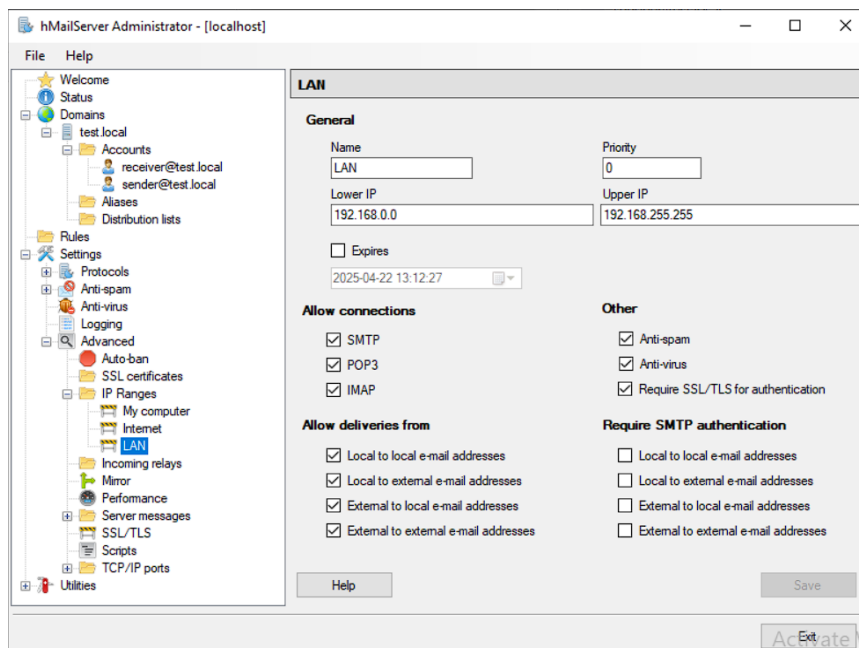 hMailServer Administrator - [localhost]
File Help
Welcome
Status
Domains
test.local
Accounts
receiver@test.local
sender@test.local
Aliases
Distribution lists
Rules
Settings
Protocols
Anti-spam
Anti-virus
Logging
Advanced
Auto-ban
SSL certificates
IP Ranges
My computer
Internet
LAN
Incoming relays
Mirror
Performance
Server messages
SSL/TLS
Scripts
TCP/IP ports
Utilities
LAN
General
Name Priority
LAN 0
Lower IP Upper IP
192.168.0.0 192.168.255.255
Expires
2025-04-22 13:12:27
Allow connections
SMTP
POP3
IMAP
Other
Anti-spam
Anti-virus
Require SSL/TLS for authentication
Allow deliveries from
Local to local e-mail addresses
Local to external e-mail addresses
External to local e-mail addresses
External to external e-mail addresses
Require SMTP authentication
Local to local e-mail addresses
Local to external e-mail addresses
External to local e-mail addresses
External to external e-mail addresses
Help Save
Exit
Activate